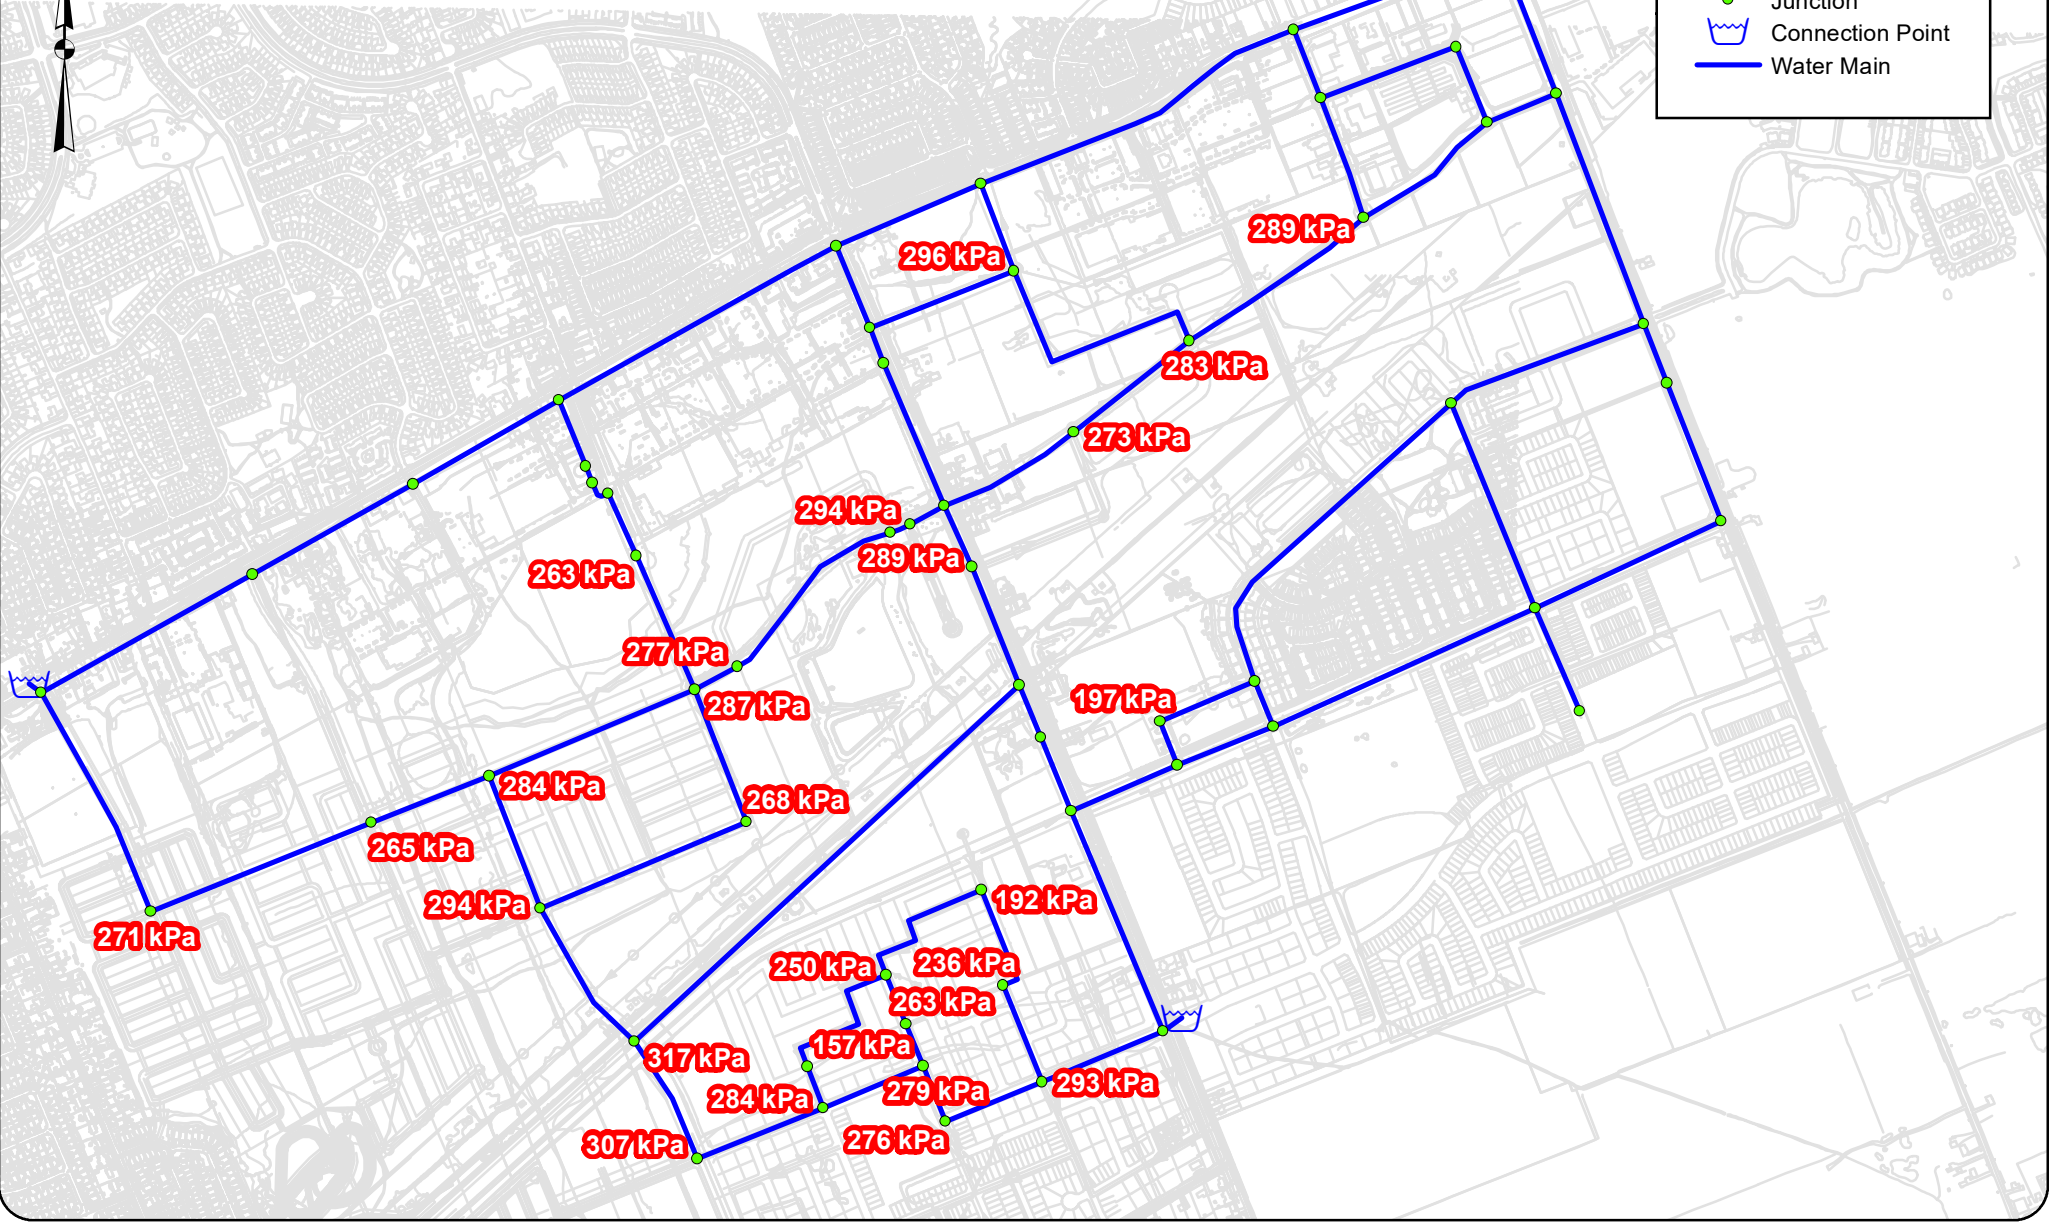 Junction
Connection Point
Water Main
289 kPa
296 kPa
283 kPa
273 kPa
294 kPa
289 kPa
263 kPa
277 kPa
287 kPa
197 kPa
284 kPa
268 kPa
265 kPa
294 kPa
192 kPa
271 kPa
250 kPa
236 kPa
263 kPa
157 kPa
317 kPa
284 kPa
279 kPa
293 kPa
307 kPa
276 kPa